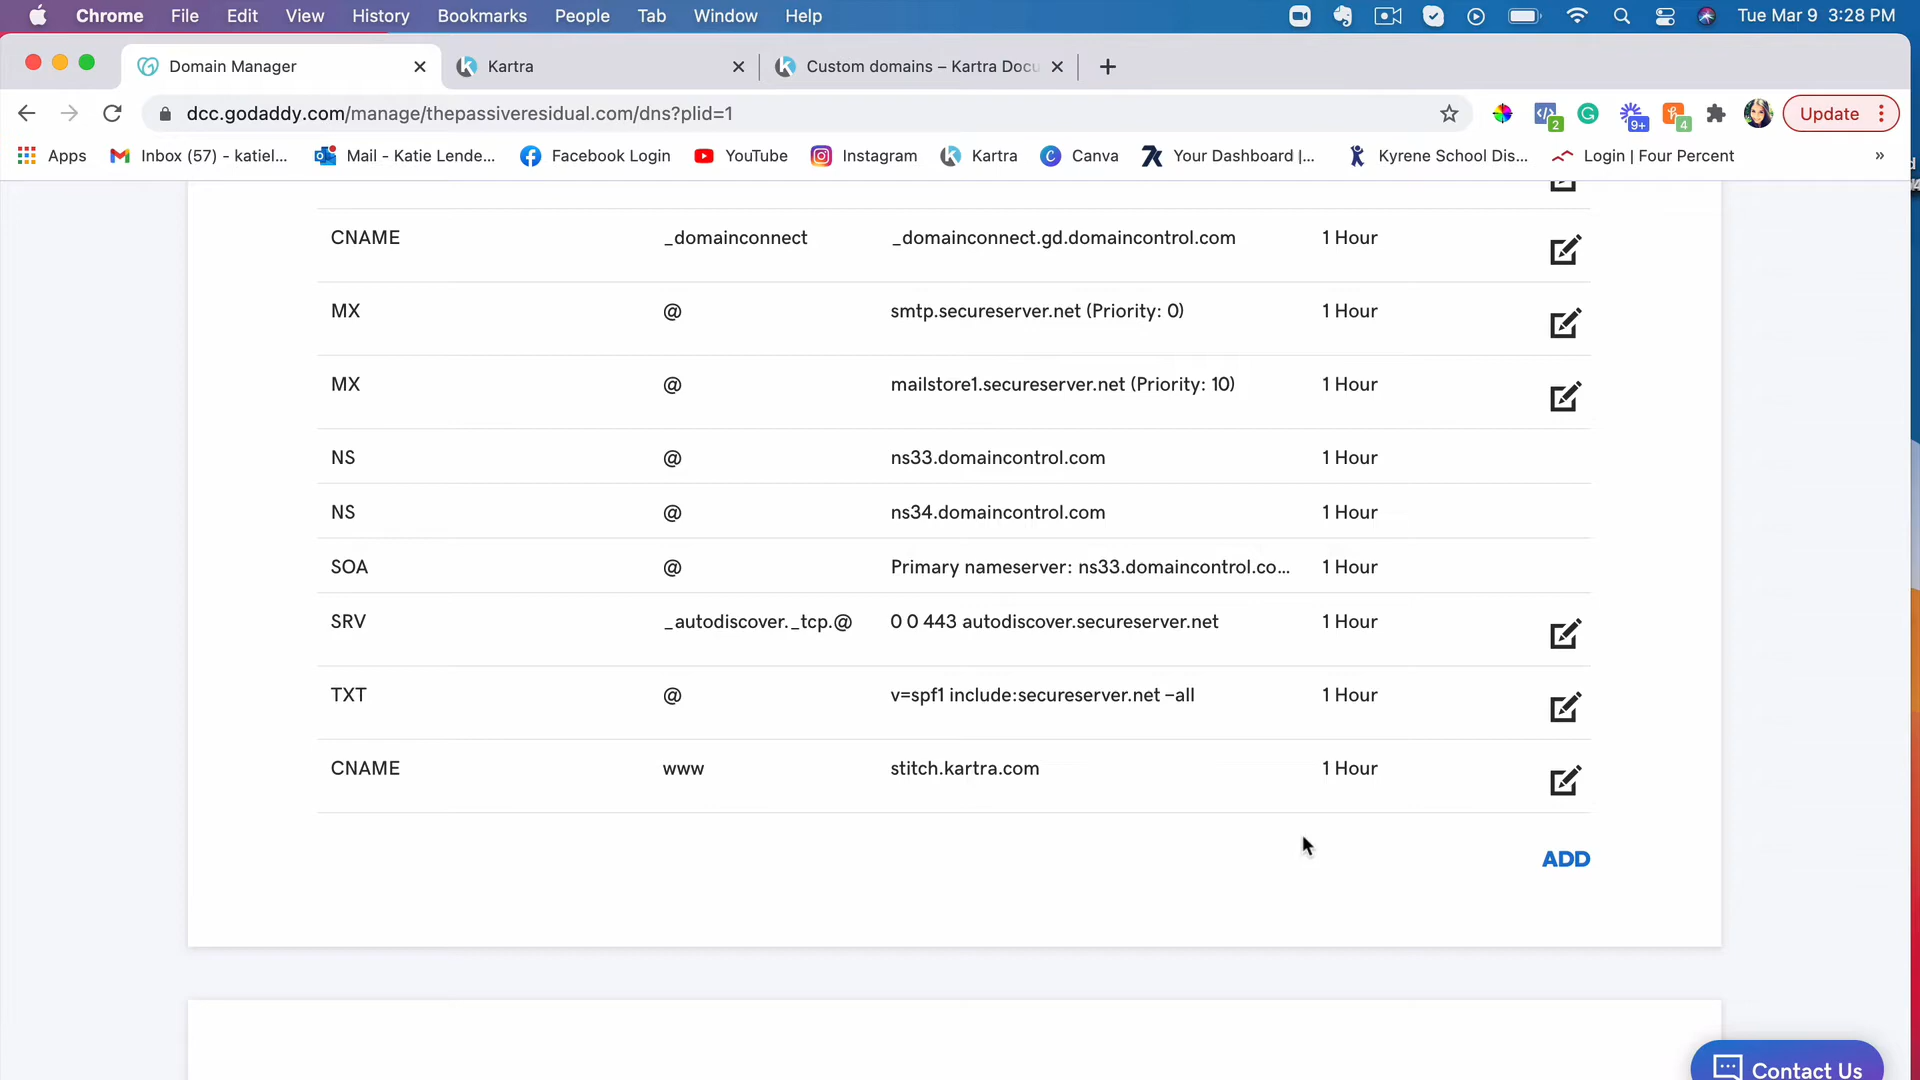 Chrome File Edit View History Bookmarks People Tab Window Help Tue Mar 9 3:28 PM
Domain Manager Kartra Custom domains – Kartra Docu
dcc.godaddy.com/manage/thepassiveresidual.com/dns?plid=1 2 9+ 4 Update
Apps Inbox (57) - katiel... Mail - Katie Lende... Facebook Login YouTube Instagram Kartra Canva Your Dashboard |... Kyrene School Dis... Login | Four Percent »
CNAME _domainconnect _domainconnect.gd.domaincontrol.com 1 Hour
MX @ smtp.secureserver.net (Priority: 0) 1 Hour
MX @ mailstore1.secureserver.net (Priority: 10) 1 Hour
NS @ ns33.domaincontrol.com 1 Hour
NS @ ns34.domaincontrol.com 1 Hour
SOA @ Primary nameserver: ns33.domaincontrol.co... 1 Hour
SRV _autodiscover._tcp.@ 0 0 443 autodiscover.secureserver.net 1 Hour
TXT @ v=spf1 include:secureserver.net -all 1 Hour
CNAME www stitch.kartra.com 1 Hour
ADD
Contact Us